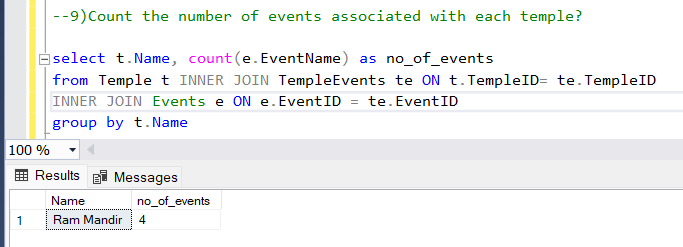 --9)Count the number of events associated with each temple?
select t.Name, count(e.EventName) as no_of_events
from Temple t INNER JOIN TempleEvents te ON t.TempleID= te.TempleID
INNER JOIN Events e ON e.EventID = te.EventID
group by t.Name
100 %
Results Messages
Name no_of_events
1 Ram Mandir 4